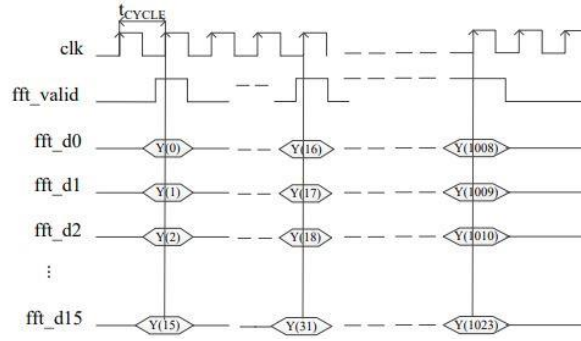 tCYCLE
clk
fft_valid
fft_d0 Y(0) Y(16) Y(1008)
fft_d1 Y(1) Y(17) Y(1009)
fft_d2 Y(2) Y(18) Y(1010)
⋮
fft_d15 Y(15) Y(31) Y(1023)